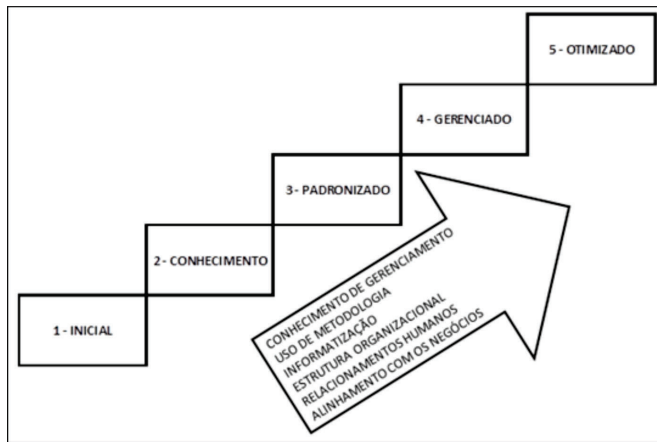 5 - OTIMIZADO
4 - GERENCIADO
3 - PADRONIZADO
2 - CONHECIMENTO
1 - INICIAL
CONHECIMENTO DE GERENCIAMENTO
USO DE METODOLOGIA
INFORMATIZAÇÃO
ESTRUTURA ORGANIZACIONAL
RELACIONAMENTOS HUMANOS
ALINHAMENTO COM OS NEGÓCIOS